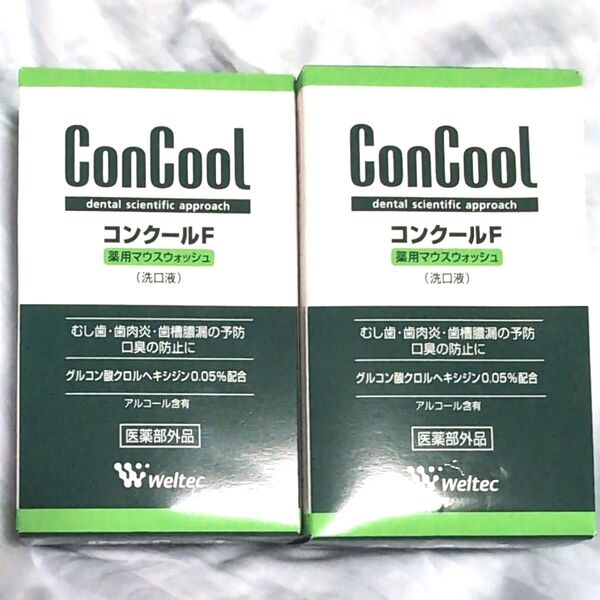 ConCool
dental scientific approach
コンクールF
薬用マウスウォッシュ
(洗口液)
むし歯・歯肉炎・歯槽膿漏の予防
口臭の防止に
グルコン酸クロルヘキシジン0.05%配合
アルコール含有
医薬部外品
Weltec
ConCool
dental scientific approach
コンクールF
薬用マウスウォッシュ
(洗口液)
むし歯・歯肉炎・歯槽膿漏の予防
口臭の防止に
グルコン酸クロルヘキシジン0.05%配合
アルコール含有
医薬部外品
Weltec